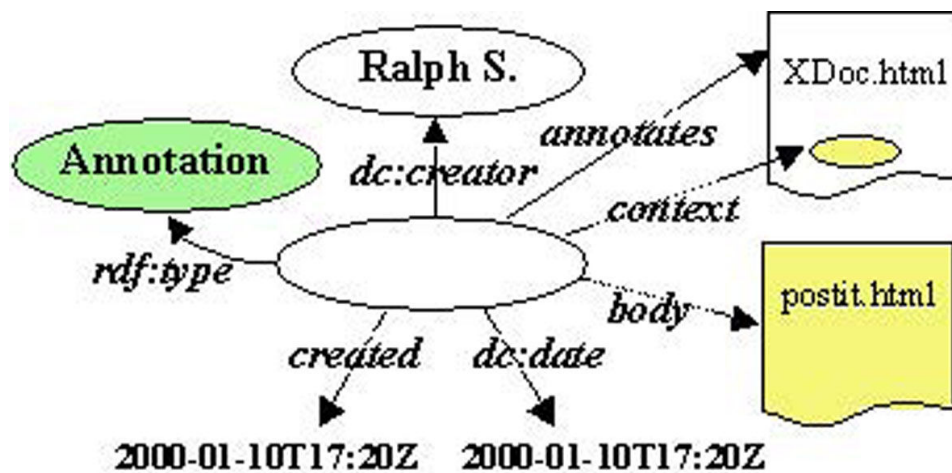 Ralph S.
XDoc.html
annotates
Annotation
dc:creator
context
rdf:type
body
postit.html
created
dc:date
2000-01-10T17:20Z
2000-01-10T17:20Z